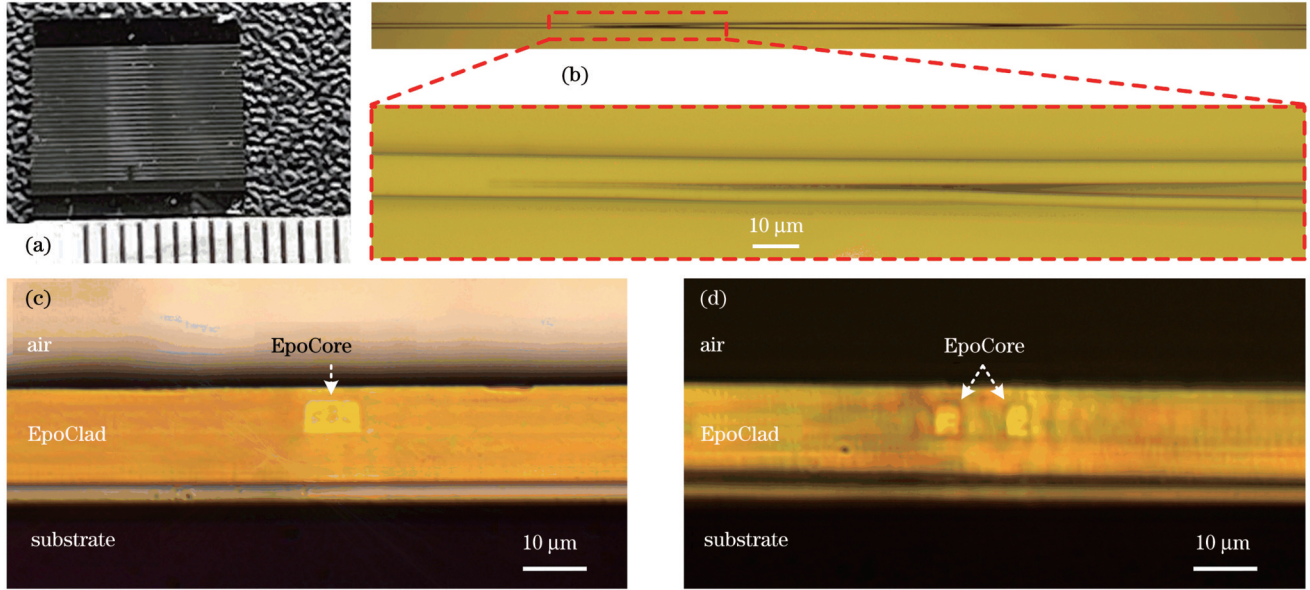 (a)
(b)
10 μm
(c)
air
EpoCore
EpoClad
substrate
10 μm
(d)
air
EpoCore
EpoClad
substrate
10 μm